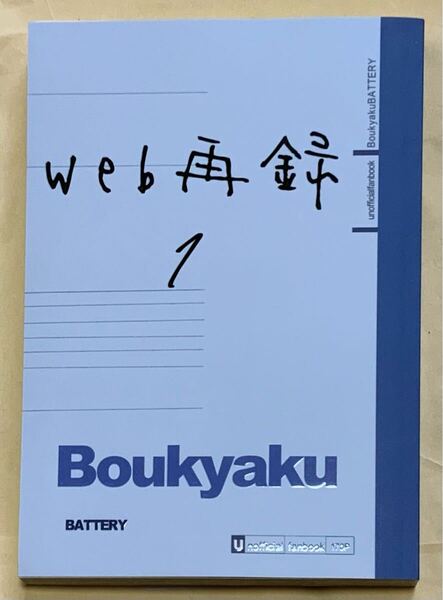 web再録
1
Boukyaku
BATTERY
Unofficial fanbook 170P
unofficialfanbook
BoukyakuBATTERY